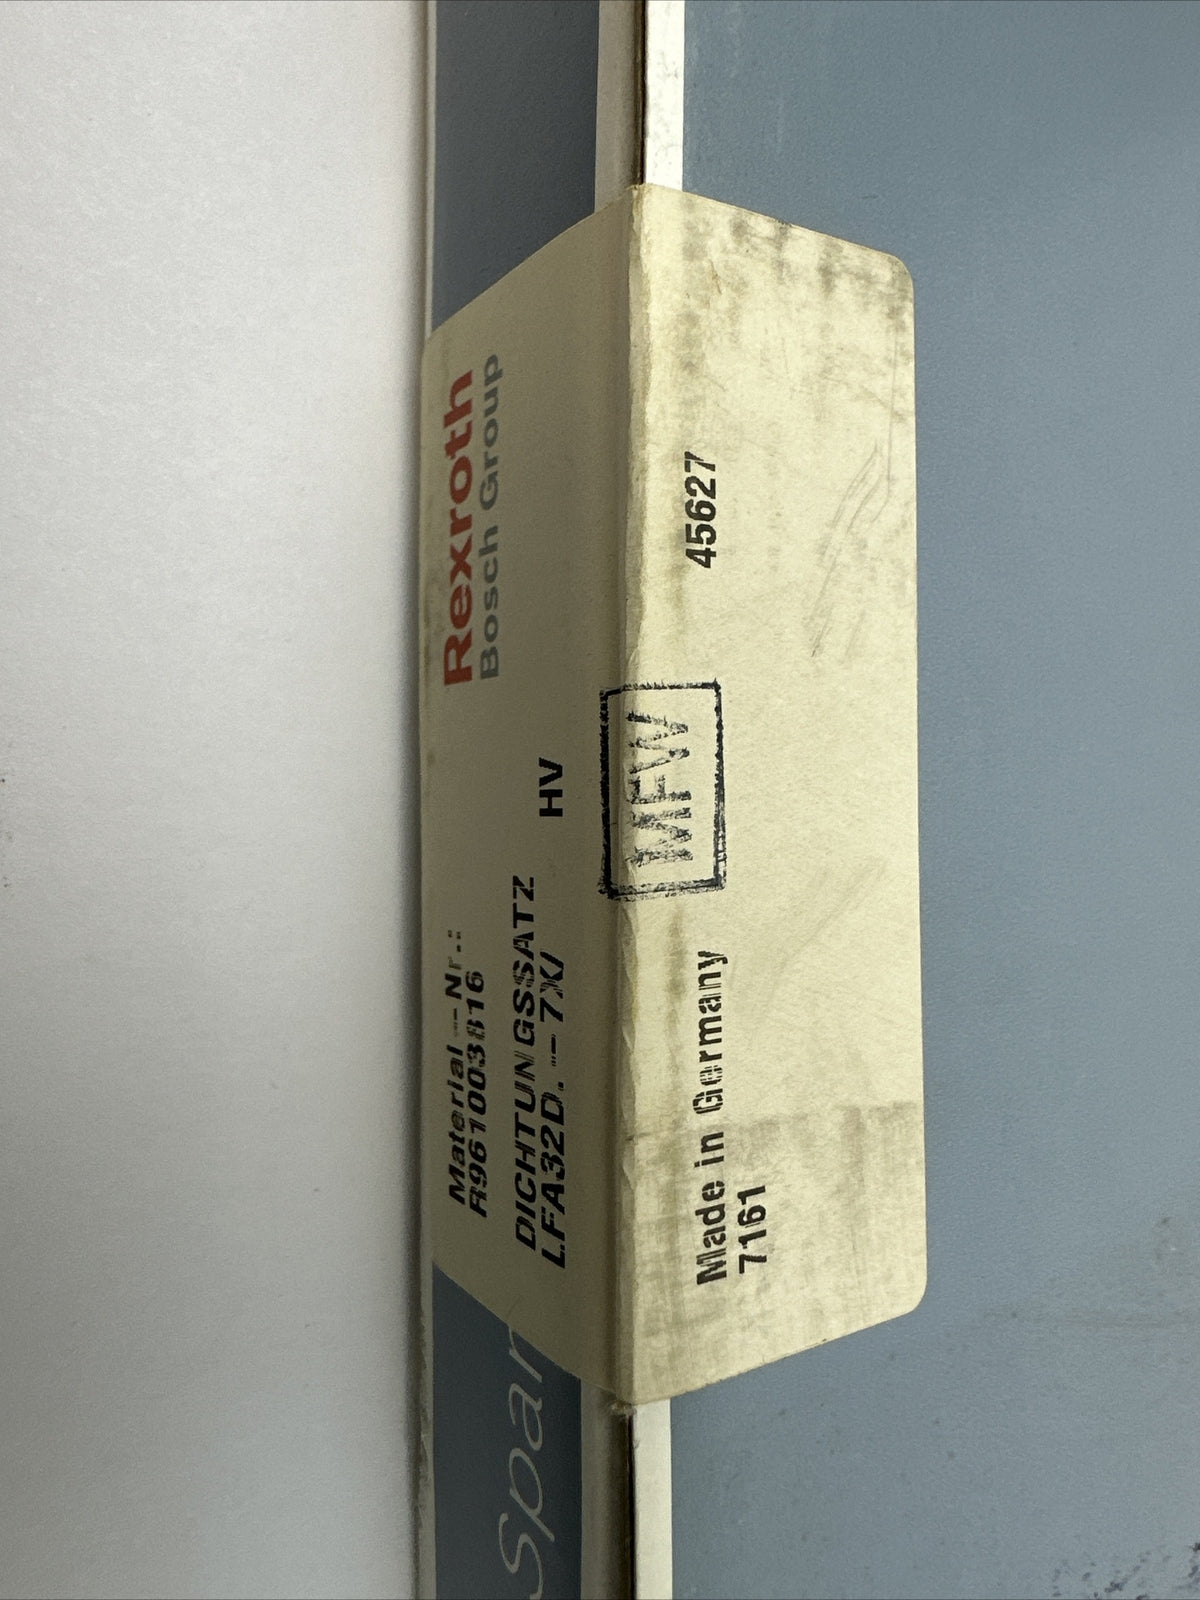 Rexroth
Bosch Group
Material-Nr.:
R961003816
DICHTUNGSSATZ
LFA32D.-7X/ HV
MFW
Made in Germany 45627
7161
Spar